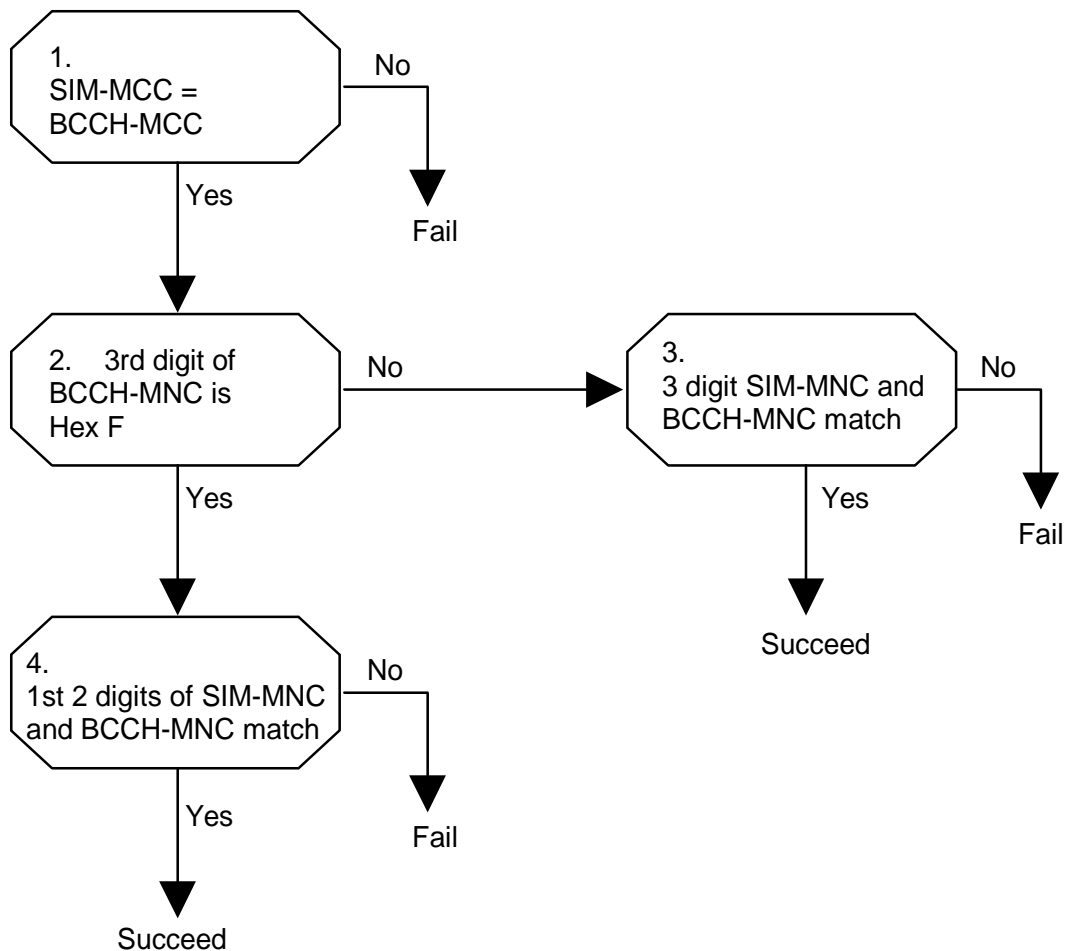 1.
SIM-MCC =
BCCH-MCC
No
Yes
Fail
2. 3rd digit of
BCCH-MNC is
Hex F
No
3.
3 digit SIM-MNC and
BCCH-MNC match
No
Yes
Yes
Fail
Succeed
4.
1st 2 digits of SIM-MNC
and BCCH-MNC match
No
Yes
Fail
Succeed